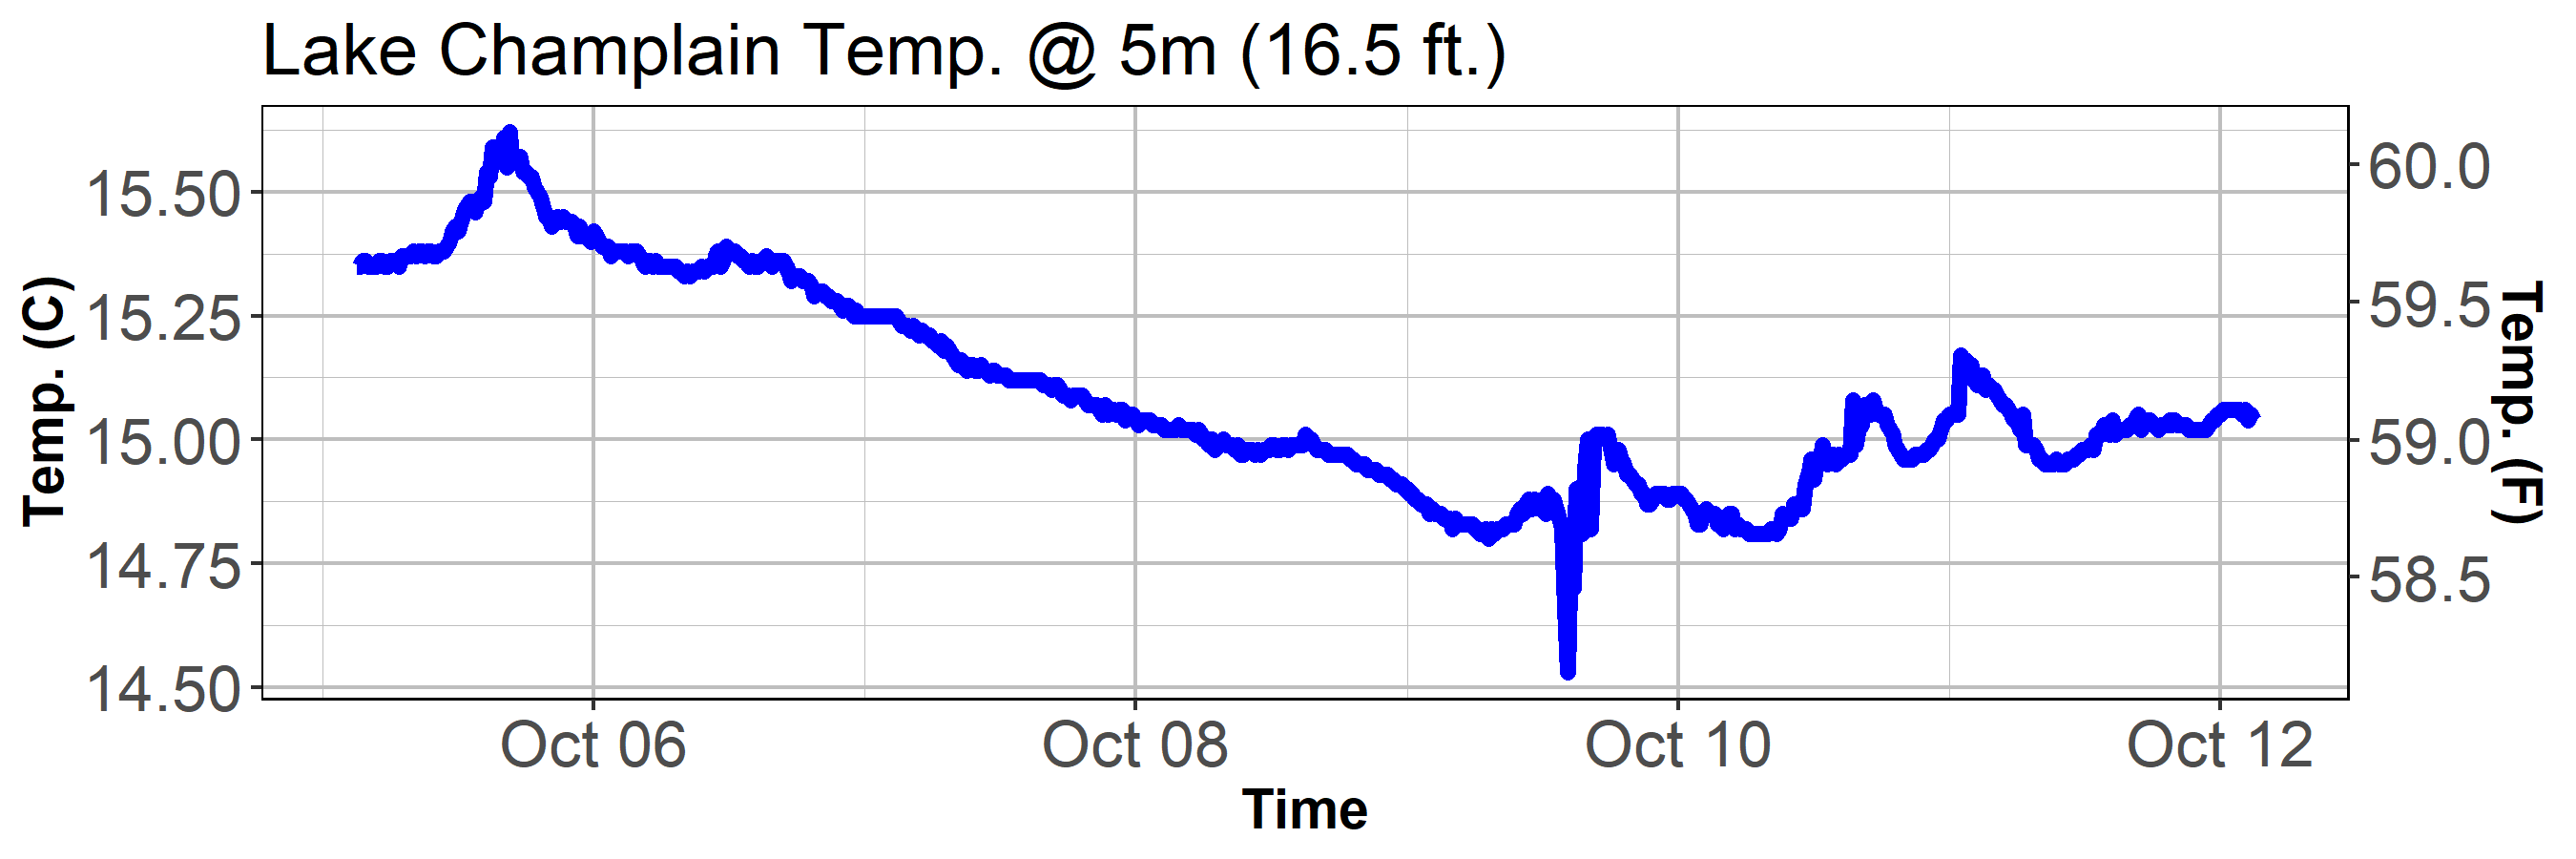 Lake Champlain Temp. @ 5m (16.5 ft.)
Temp. (C)
15.50
15.25
15.00
14.75
14.50
60.0
59.5
59.0
58.5
Temp. (F)
Oct 06 Oct 08 Oct 10 Oct 12
Time